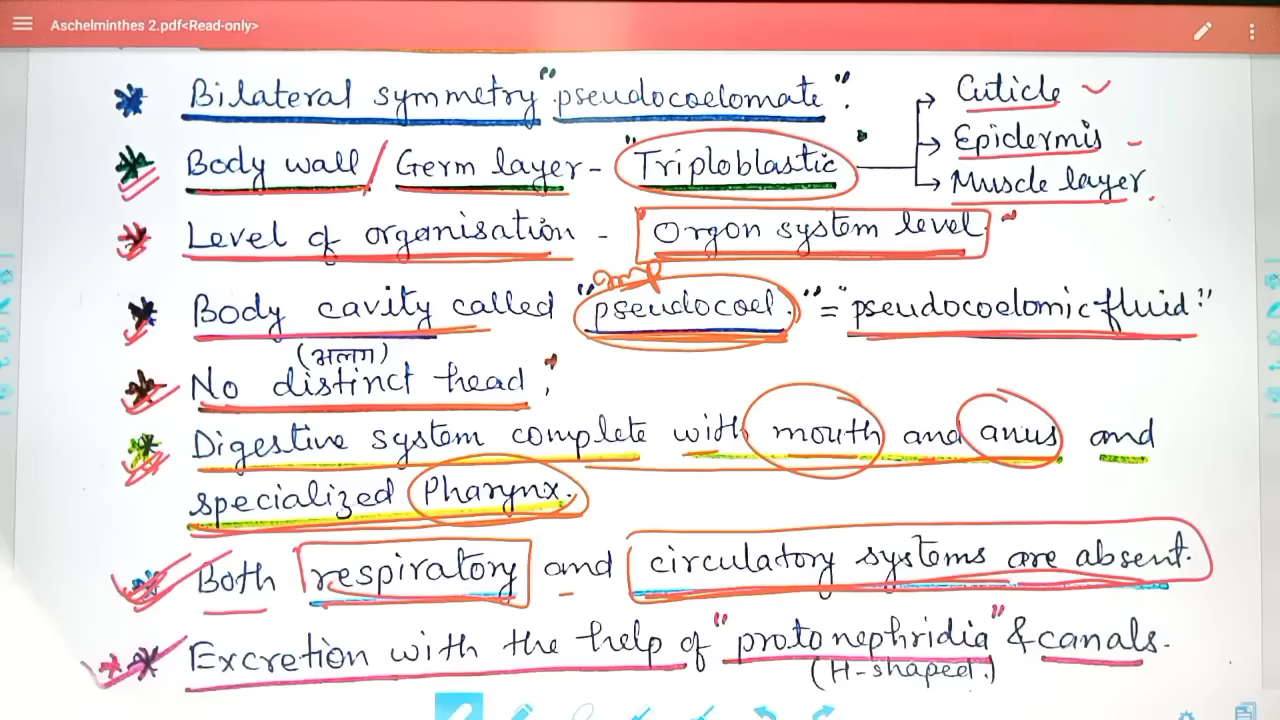 Aschelminthes 2.pdf<Read-only>
* Bilateral symmetry "pseudocoelomate".
Cuticle
* Body wall / Germ layer - "Triploblastic"
Epidermis
Muscle layer.
* Level of organisation - Orgon system level.
Imp
* Body cavity called "pseudocoel." = "pseudocoelomic fluid"
(अलग)
* No distinct head.
* Digestive system complete with mouth and anus and
specialized Pharynx.
* Both respiratory and circulatory systems are absent.
* Excretion with the help of "protonephridia" & canals.
(H-shaped.)